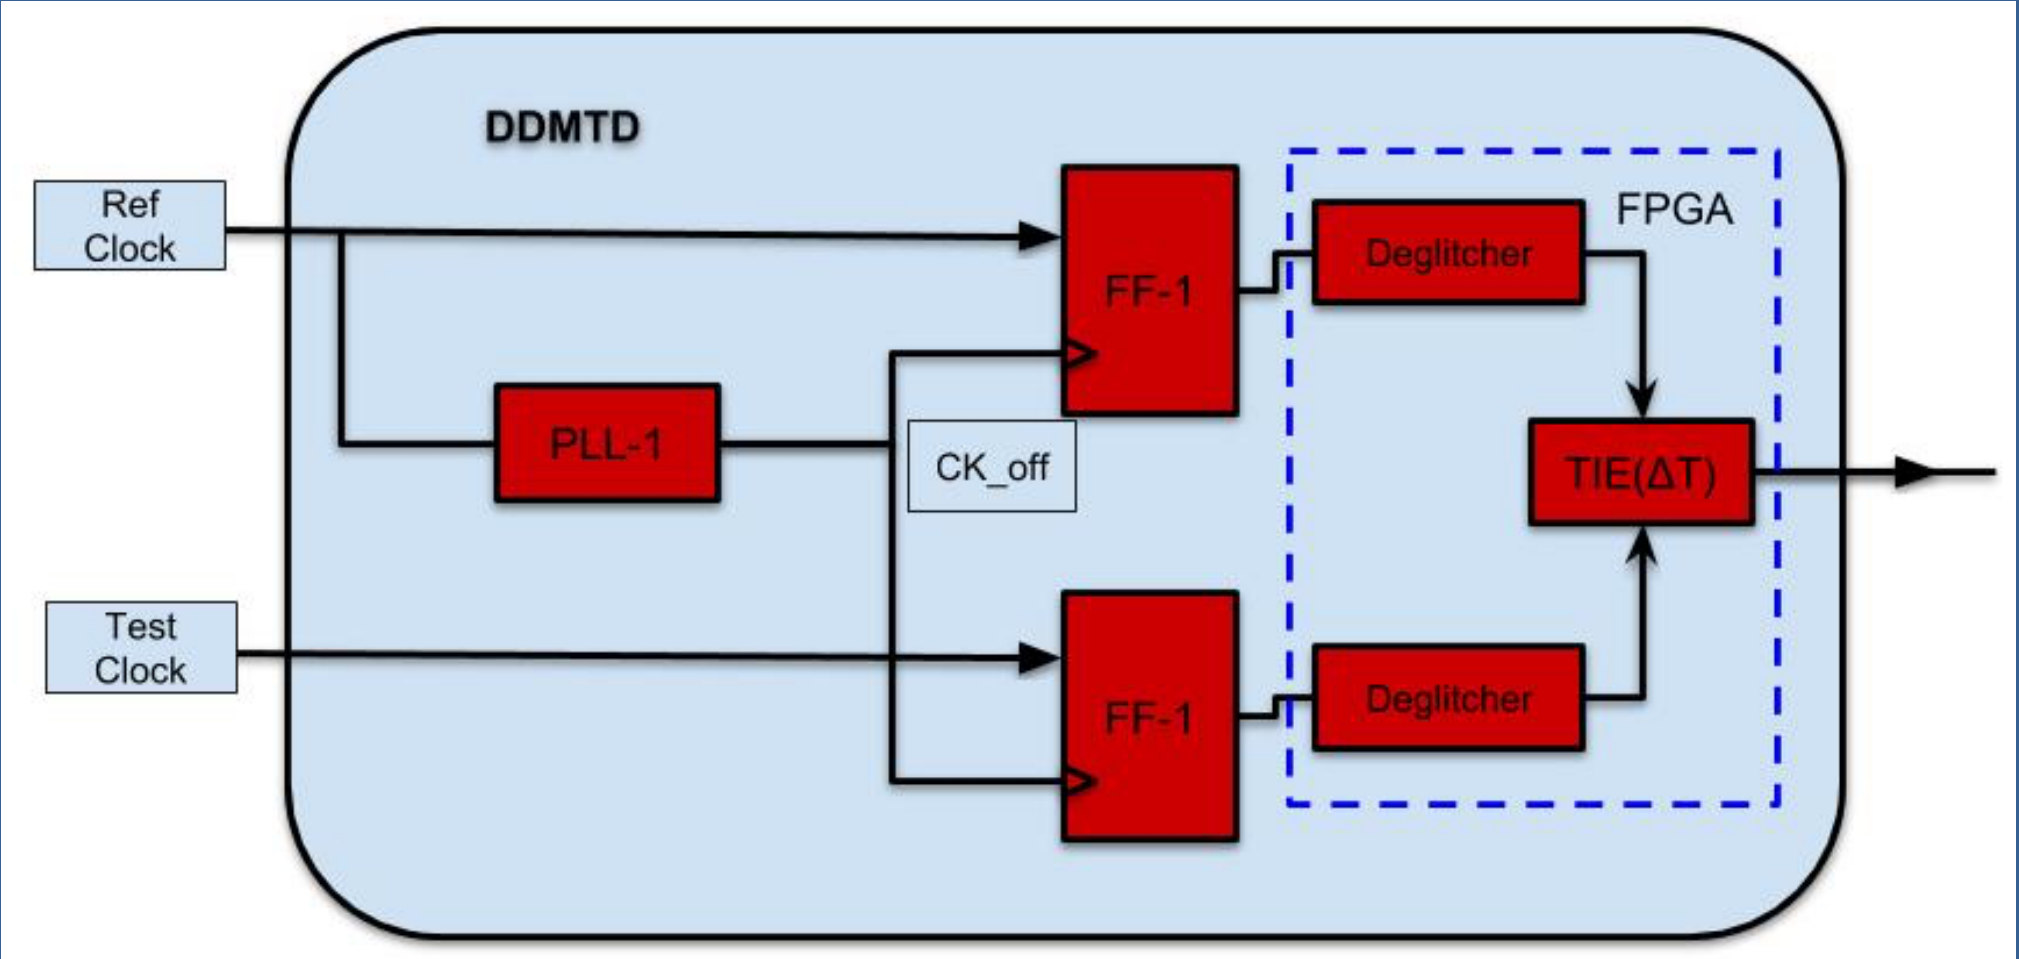 DDMTD
Ref
Clock
FF-1
Deglitcher
FPGA
PLL-1
CK_off
TIE(ΔT)
Test
Clock
FF-1
Deglitcher